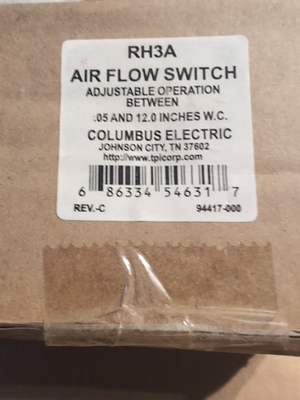 RH3A
AIR FLOW SWITCH
ADJUSTABLE OPERATION
BETWEEN
.05 AND 12.0 INCHES W.C.
COLUMBUS ELECTRIC
JOHNSON CITY, TN 37602
http://www.tpicorp.com
6 86334 54631 7
REV.-C 94417-000